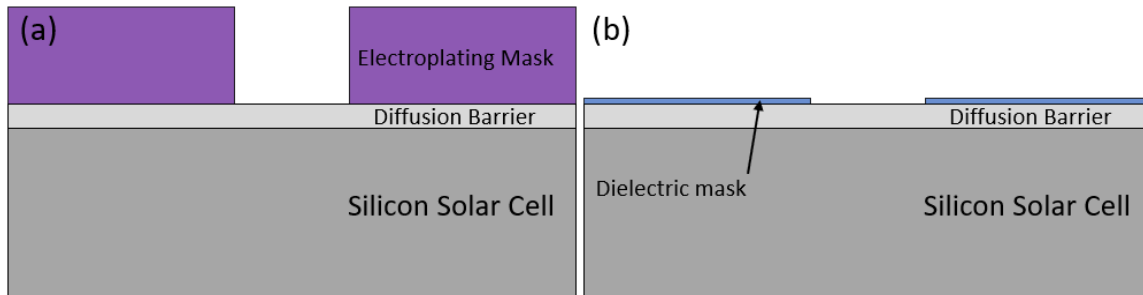 (a)
Electroplating Mask
Diffusion Barrier
Silicon Solar Cell
(b)
Diffusion Barrier
Dielectric mask
Silicon Solar Cell